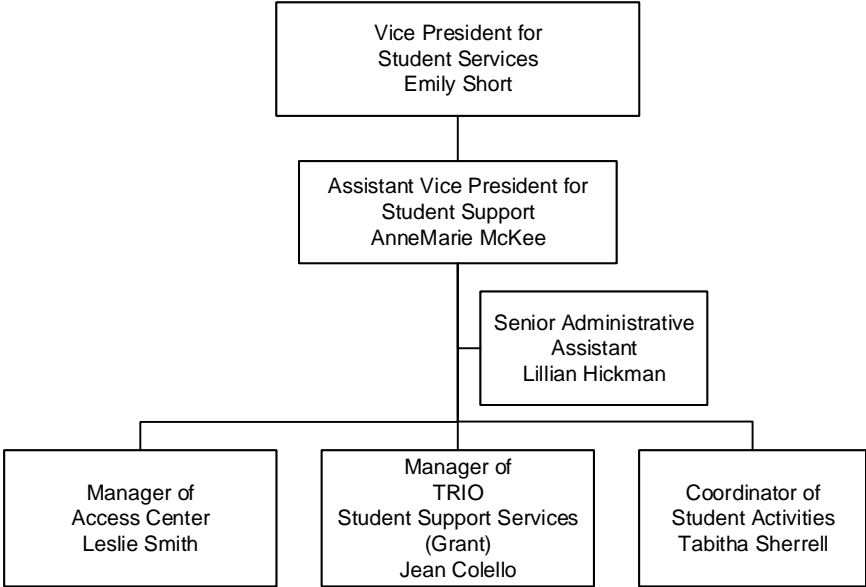 Vice President for
Student Services
Emily Short
Assistant Vice President for
Student Support
AnneMarie McKee
Senior Administrative
Assistant
Lillian Hickman
Manager of
Access Center
Leslie Smith
Manager of
TRIO
Student Support Services
(Grant)
Jean Colello
Coordinator of
Student Activities
Tabitha Sherrell